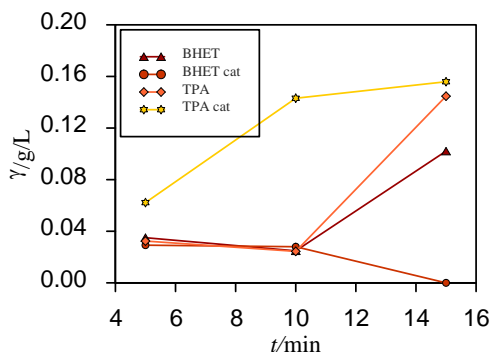 0.20
0.16
0.12
0.08
0.04
0.00
γ/g/L
BHET
BHET cat
TPA
TPA cat
4 6 8 10 12 14 16
t/min